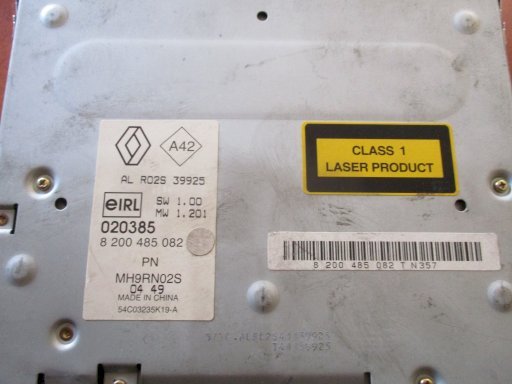 A42
AL R02S 39925
eIRL
SW 1.00
MW 1.201
020385
8 200 485 082
PN
MH9RN02S
04 49
MADE IN CHINA
54C03235K19-A
CLASS 1
LASER PRODUCT
8 200 485 082 T N357